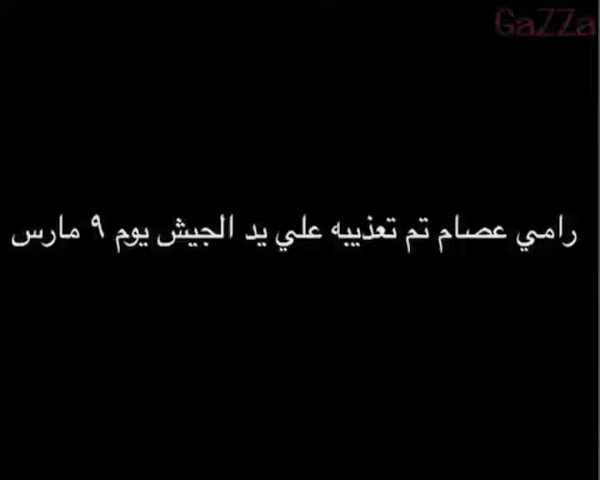 GaZZa
رامي عصام تم تعذيبه علي يد الجيش يوم ٩ مارس